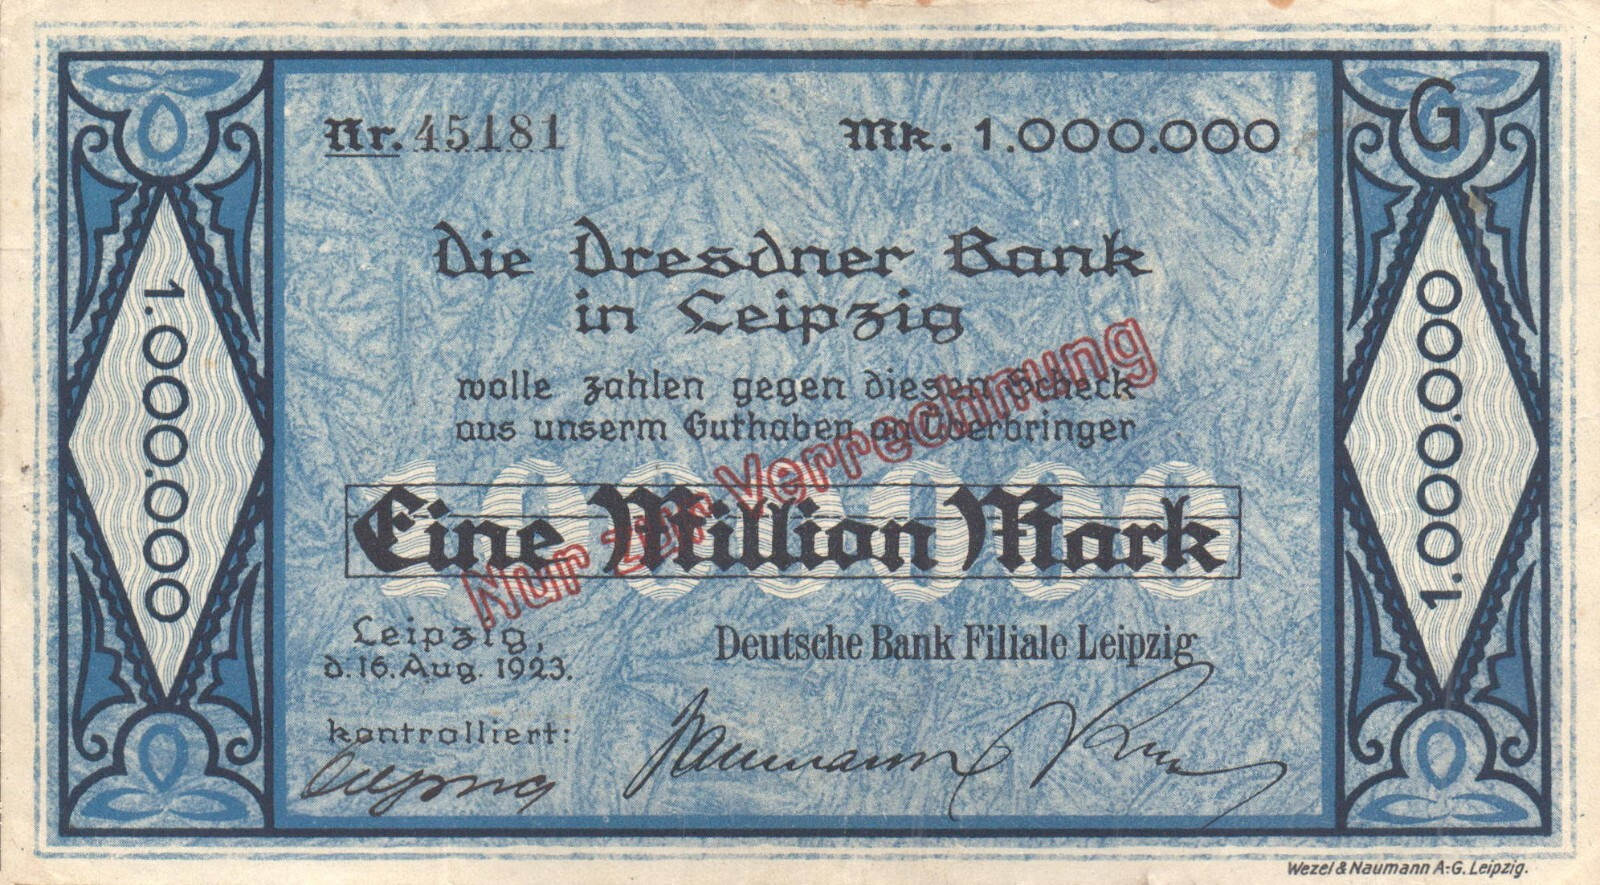 Nr. 45181
Mk. 1.000.000
G
Die Dresdner Bank
in Leipzig
wolle zahlen gegen diesen Scheck
aus unserm Guthaben an Überbringer
1000000
Eine Million Mark
Nur zur Verrechnung
Leipzig,
d. 16. Aug. 1923.
Deutsche Bank Filiale Leipzig
kontrolliert:
1.000.000
1.000.000
Wezel & Naumann A.-G. Leipzig.